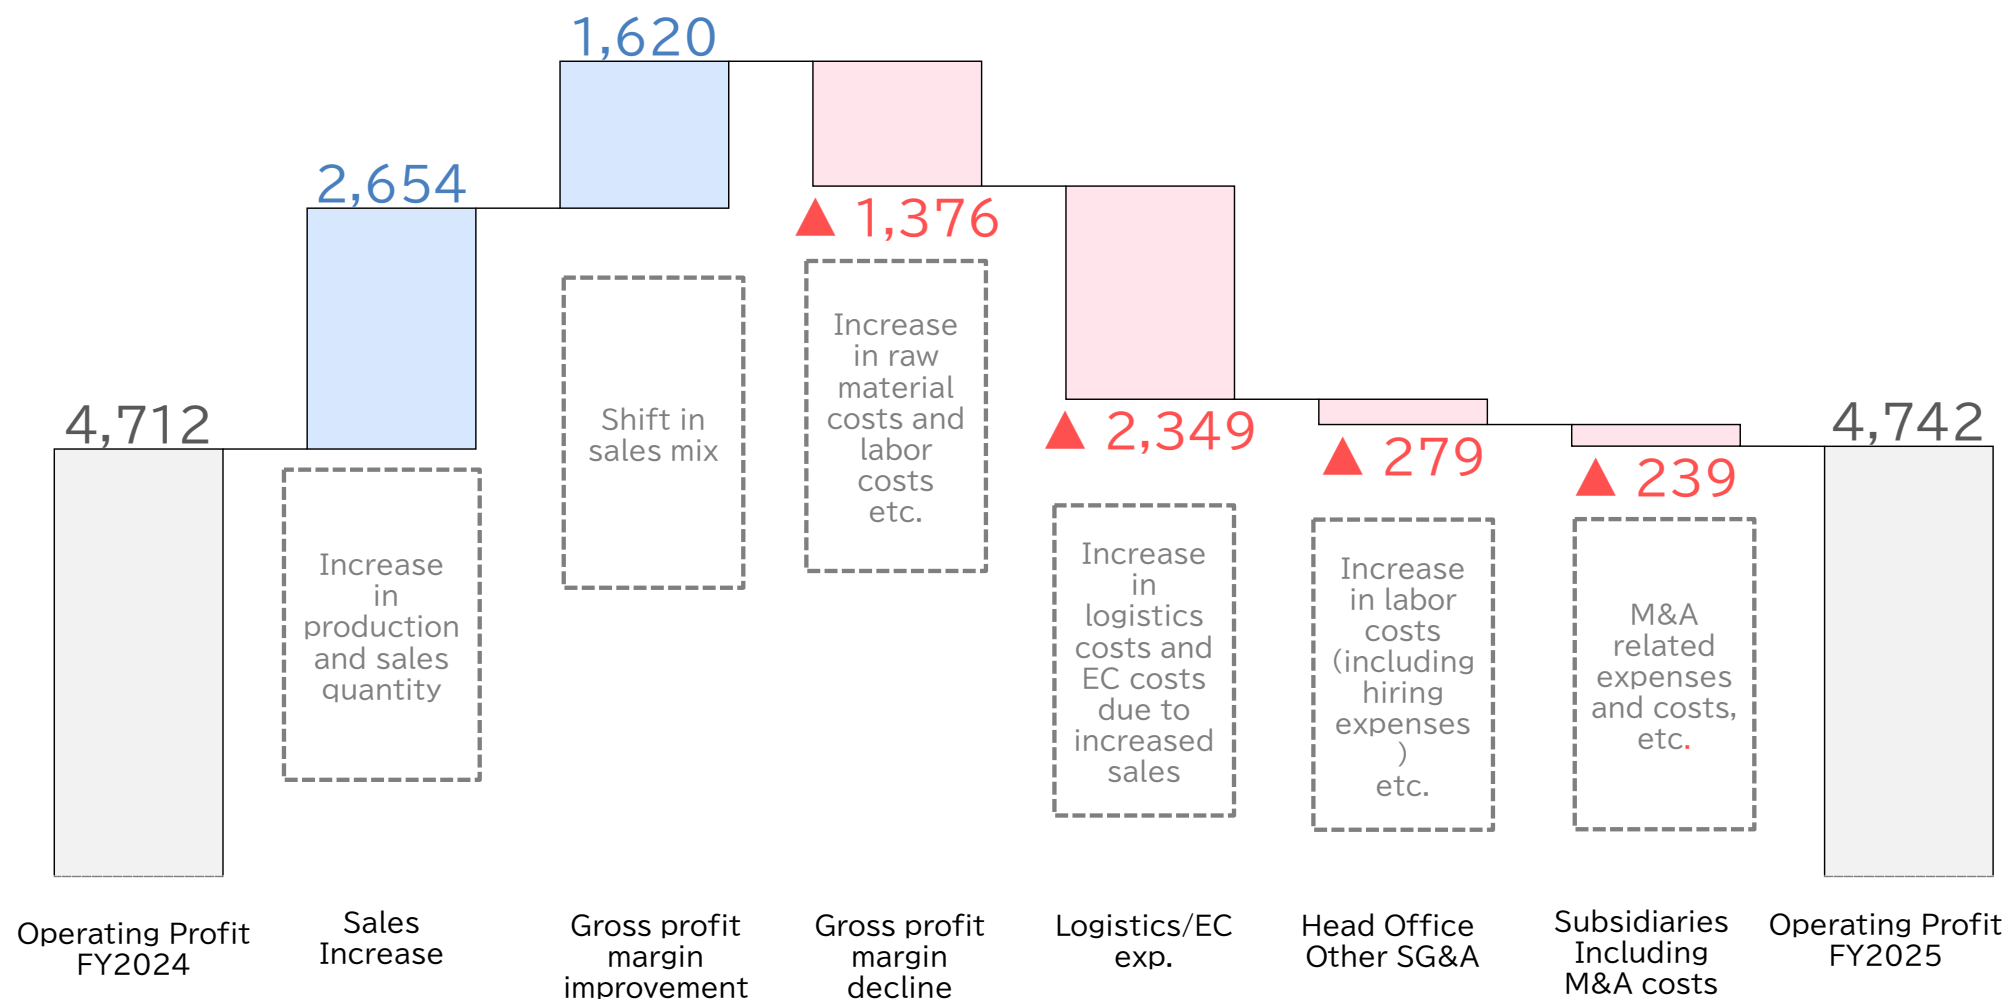 4,712
2,654
1,620
▲ 1,376
▲ 2,349
▲ 279
▲ 239
4,742
Increase
in
production
and sales
quantity
Shift in
sales mix
Increase
in raw
material
costs and
labor
costs
etc.
Increase
in
logistics
costs and
EC costs
due to
increased
sales
Increase
in labor
costs
(including
hiring
expenses
)
etc.
M&A
related
expenses
and costs,
etc.
Operating Profit
FY2024
Sales
Increase
Gross profit
margin
improvement
Gross profit
margin
decline
Logistics/EC
exp.
Head Office
Other SG&A
Subsidiaries
Including
M&A costs
Operating Profit
FY2025